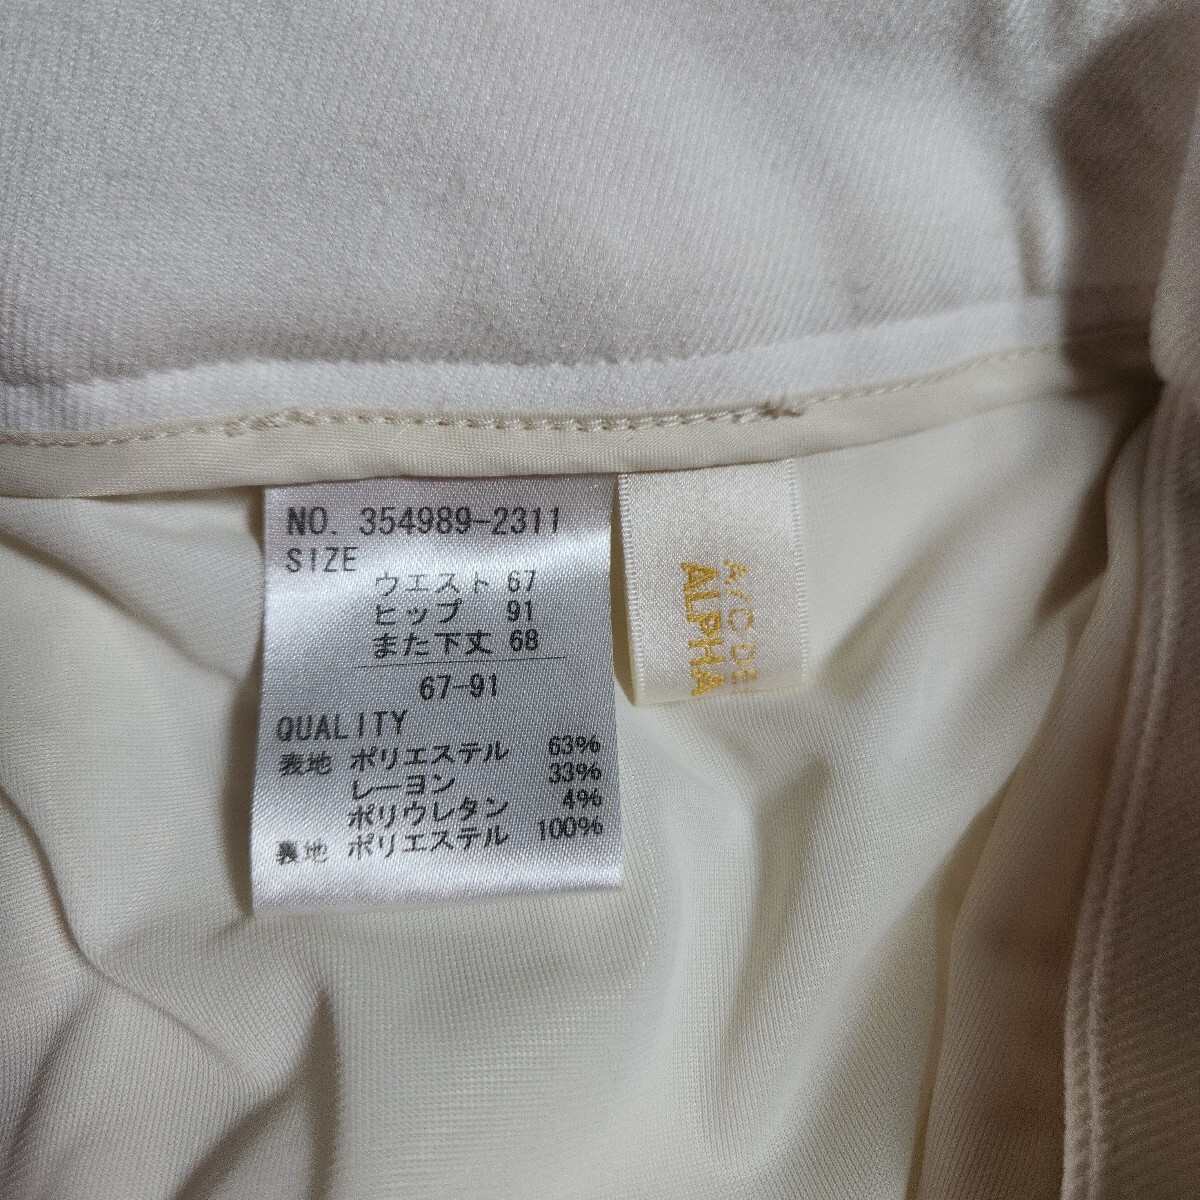 NO. 354989-2311
SIZE
ウエスト 67
ヒップ 91
また下丈 68
67-91
QUALITY
表地 ポリエステル 63%
レーヨン 33%
ポリウレタン 4%
裏地 ポリエステル 100%
A/C DE
ALPHA